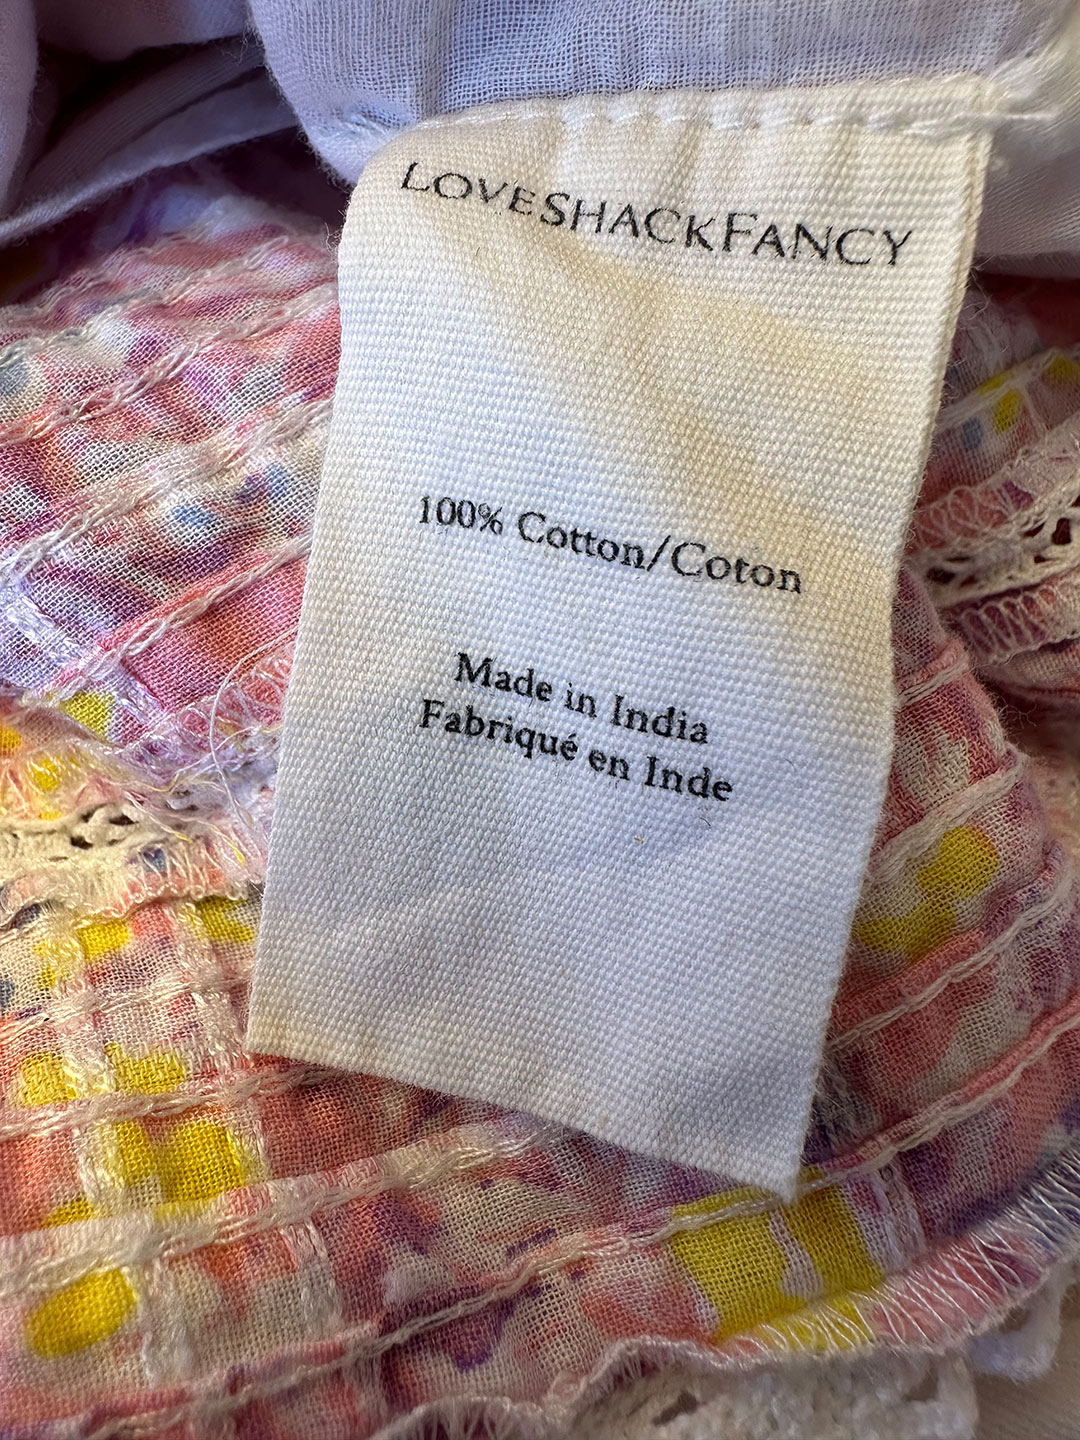 LOVESHACKFANCY
100% Cotton/Coton
Made in India
Fabriqué en Inde